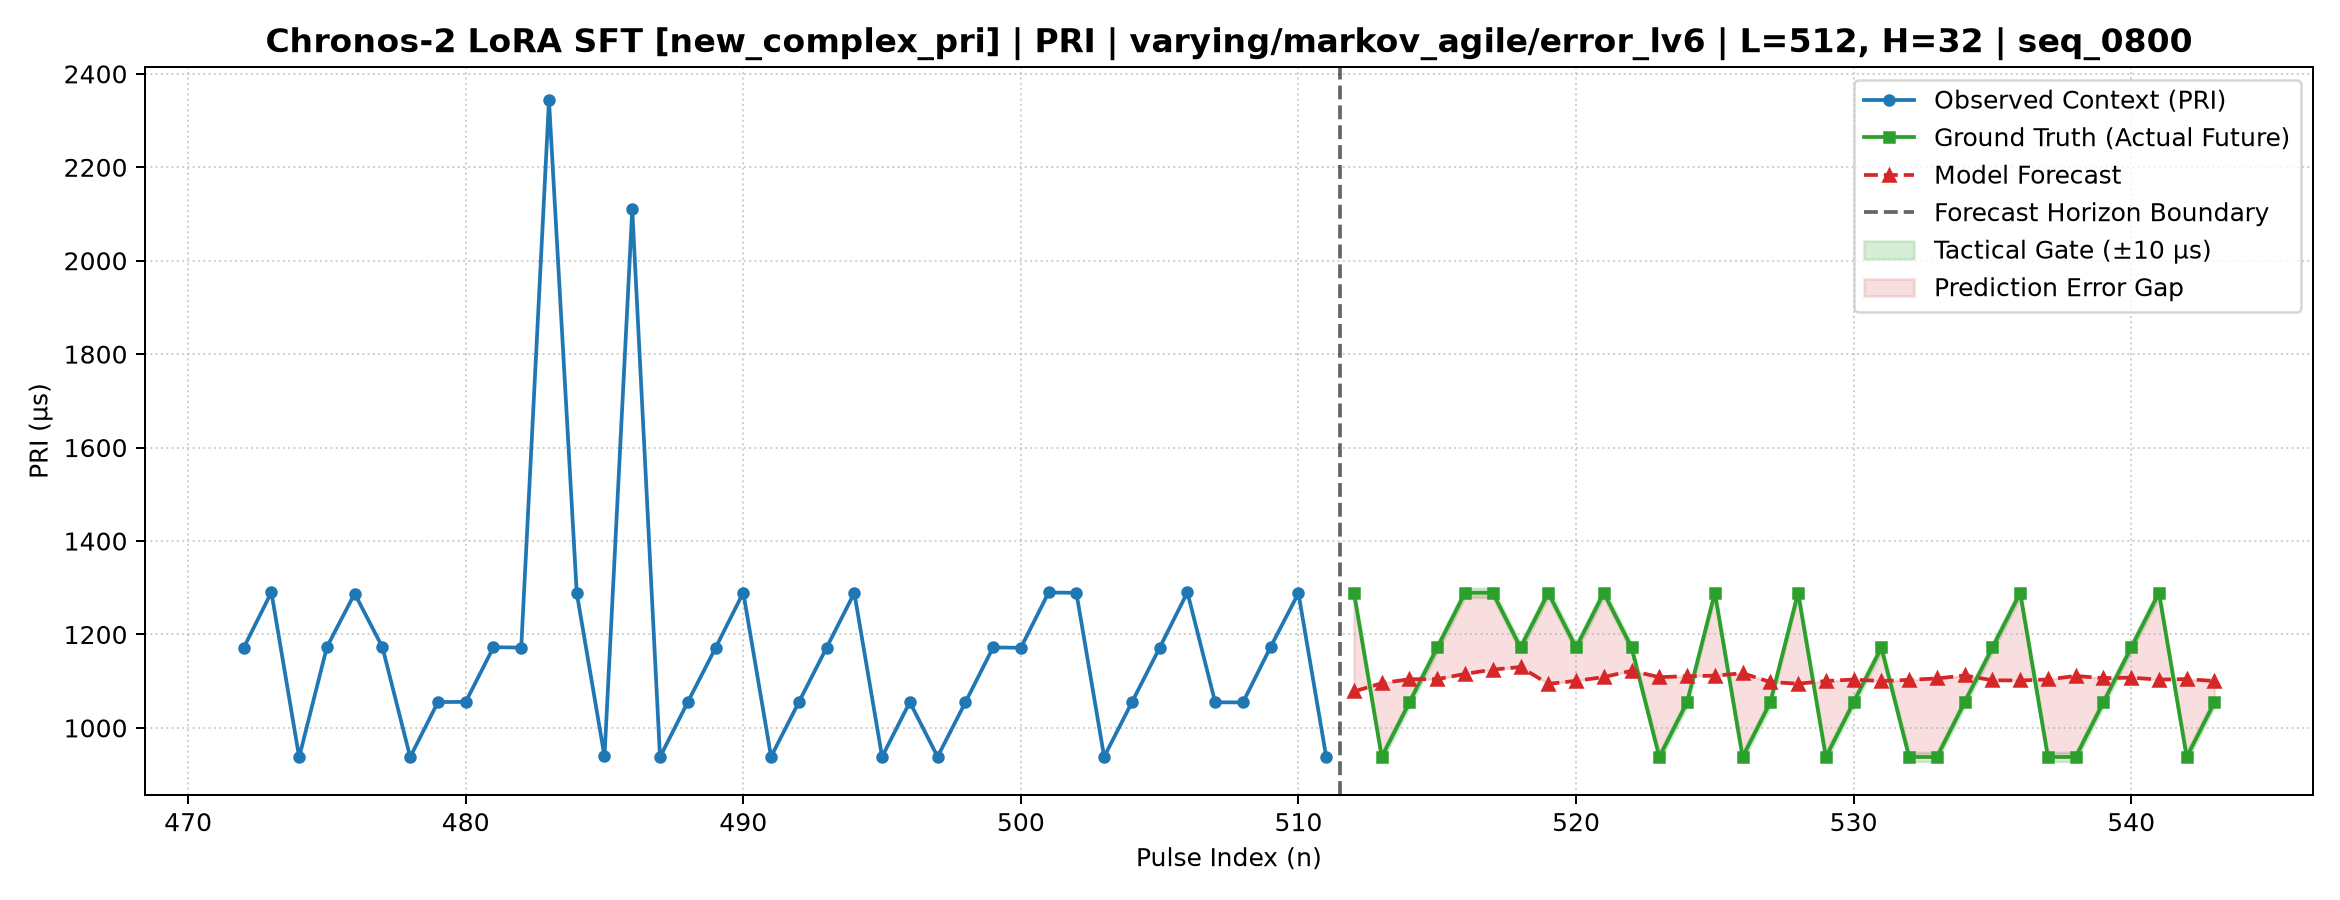 Chronos-2 LoRA SFT [new_complex_pri] | PRI | varying/markov_agile/error_lv6 | L=512, H=32 | seq_0800
2400
2200
2000
1800
1600
1400
1200
1000
PRI (μs)
Observed Context (PRI)
Ground Truth (Actual Future)
Model Forecast
Forecast Horizon Boundary
Tactical Gate (±10 μs)
Prediction Error Gap
470
480
490
500
510
520
530
540
Pulse Index (n)